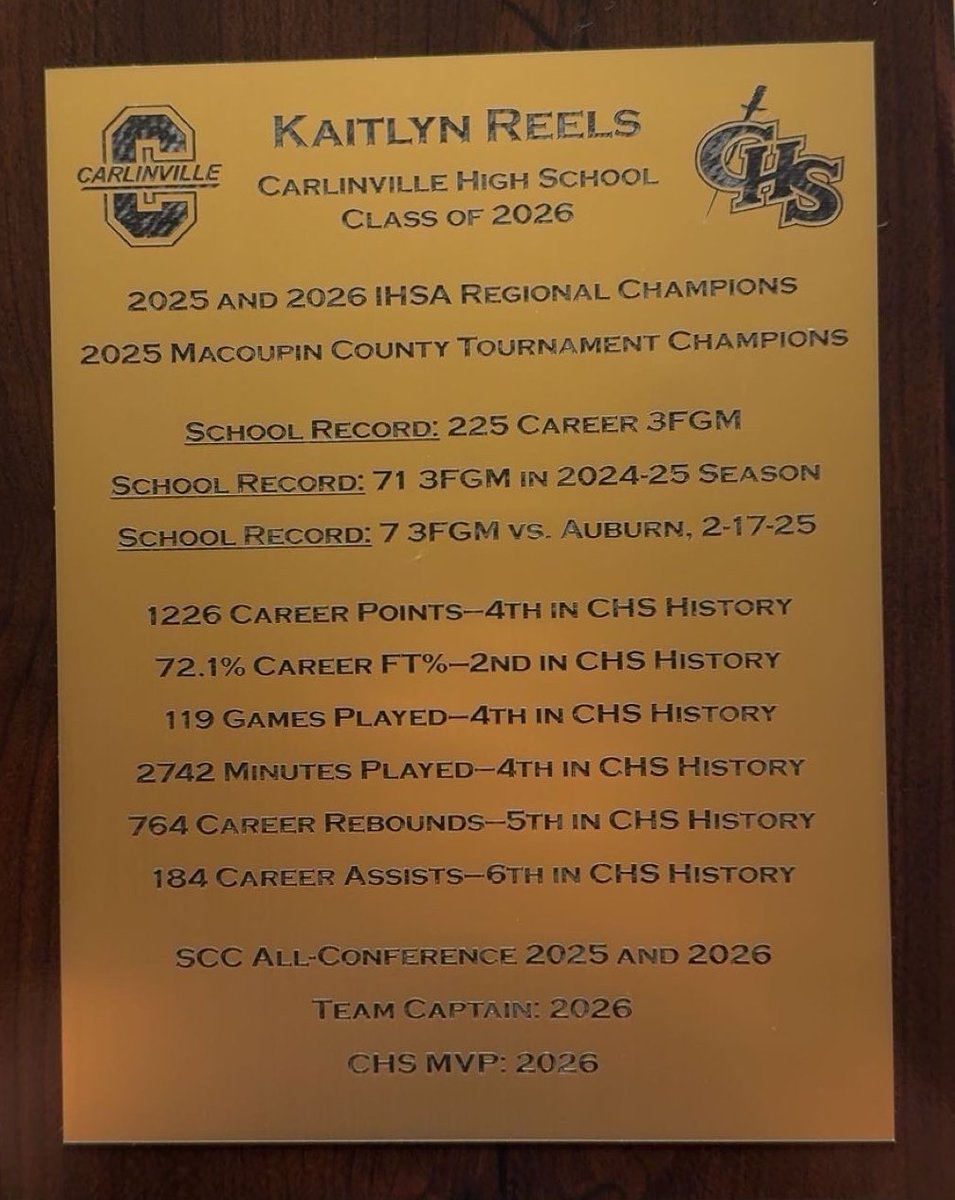 CARLINVILLE
KAITLYN REELS
CHS
CARLINVILLE HIGH SCHOOL
CLASS OF 2026
2025 AND 2026 IHSA REGIONAL CHAMPIONS
2025 MACOUPIN COUNTY TOURNAMENT CHAMPIONS
SCHOOL RECORD: 225 CAREER 3FGM
SCHOOL RECORD: 71 3FGM IN 2024-25 SEASON
SCHOOL RECORD: 7 3FGM VS. AUBURN, 2-17-25
1226 CAREER POINTS—4TH IN CHS HISTORY
72.1% CAREER FT%—2ND IN CHS HISTORY
119 GAMES PLAYED—4TH IN CHS HISTORY
2742 MINUTES PLAYED—4TH IN CHS HISTORY
764 CAREER REBOUNDS—5TH IN CHS HISTORY
184 CAREER ASSISTS—6TH IN CHS HISTORY
SCC ALL-CONFERENCE 2025 AND 2026
TEAM CAPTAIN: 2026
CHS MVP: 2026